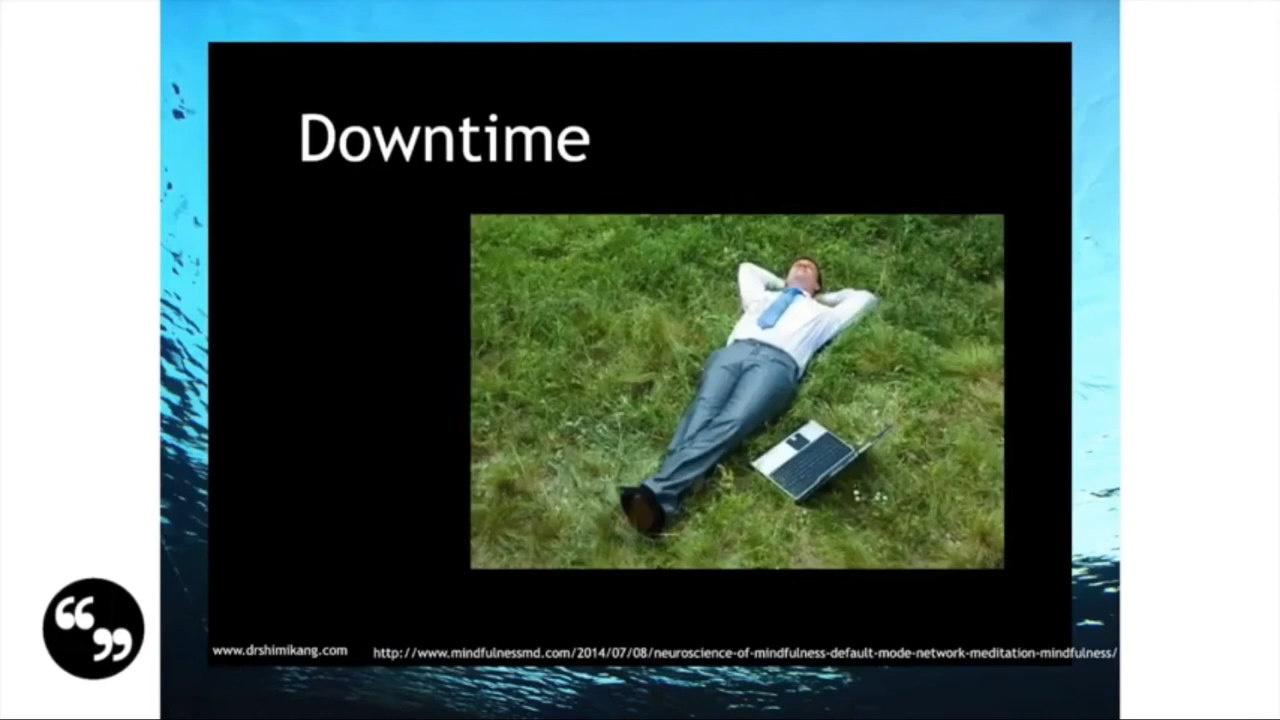 Downtime
www.drshimikang.com
http://www.mindfulnessmd.com/2014/07/08/neuroscience-of-mindfulness-default-mode-network-meditation-mindfulness/